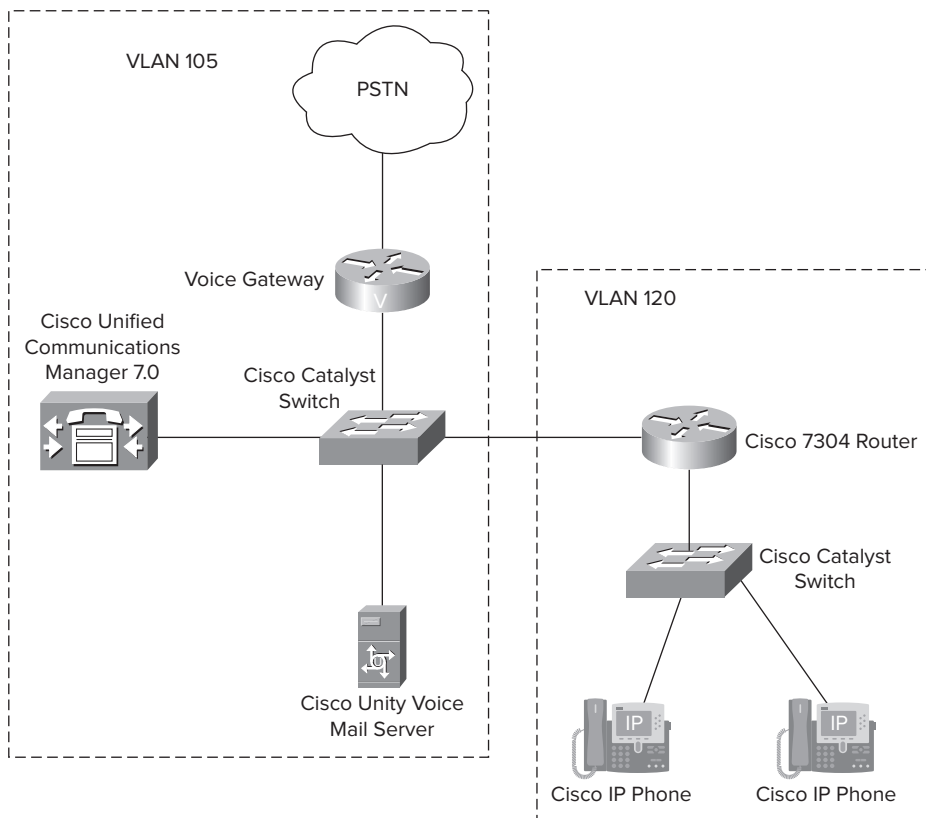 VLAN 105
PSTN
Voice Gateway
V
VLAN 120
Cisco Unified
Communications
Manager 7.0
Cisco Catalyst
Switch
Cisco 7304 Router
Cisco Catalyst
Switch
U
Cisco Unity Voice
Mail Server
IP
IP
Cisco IP Phone
Cisco IP Phone